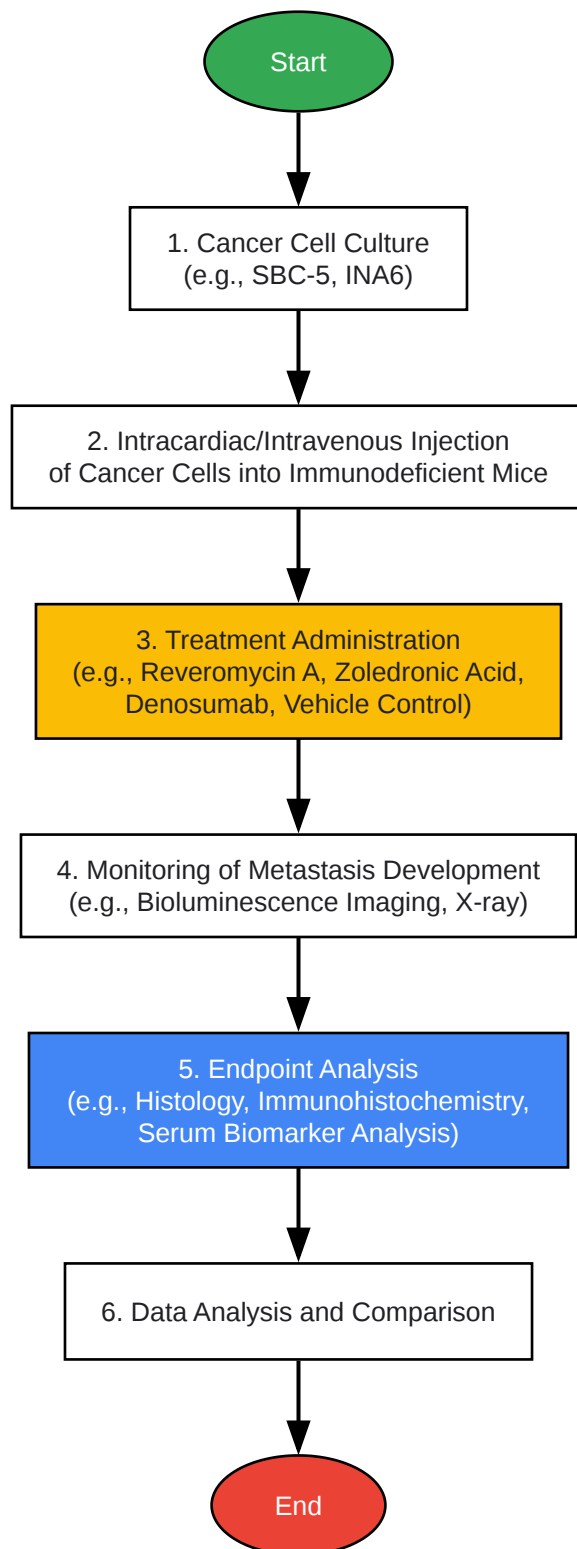 Start
1. Cancer Cell Culture
(e.g., SBC-5, INA6)
2. Intracardiac/Intravenous Injection
of Cancer Cells into Immunodeficient Mice
3. Treatment Administration
(e.g., Reveromycin A, Zoledronic Acid,
Denosumab, Vehicle Control)
4. Monitoring of Metastasis Development
(e.g., Bioluminescence Imaging, X-ray)
5. Endpoint Analysis
(e.g., Histology, Immunohistochemistry,
Serum Biomarker Analysis)
6. Data Analysis and Comparison
End